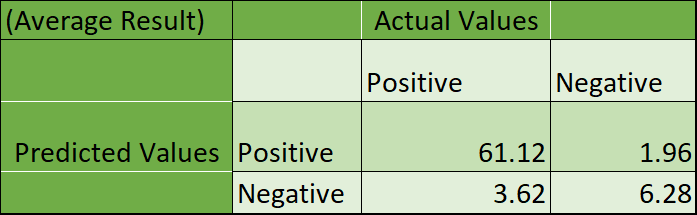 (Average Result) Actual Values
Positive Negative
Predicted Values Positive 61.12 1.96
Negative 3.62 6.28